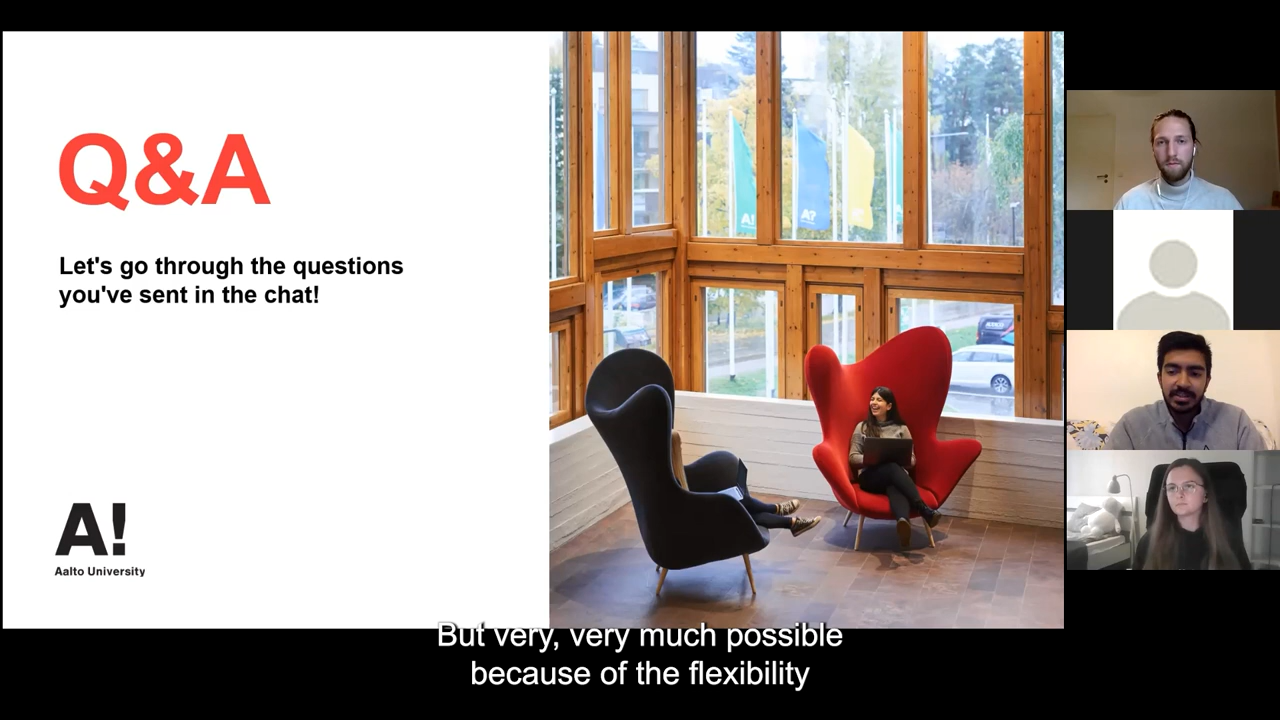 Q&A
Let's go through the questions
you've sent in the chat!
A!
Aalto University
A!
A?
But very, very much possible
because of the flexibility